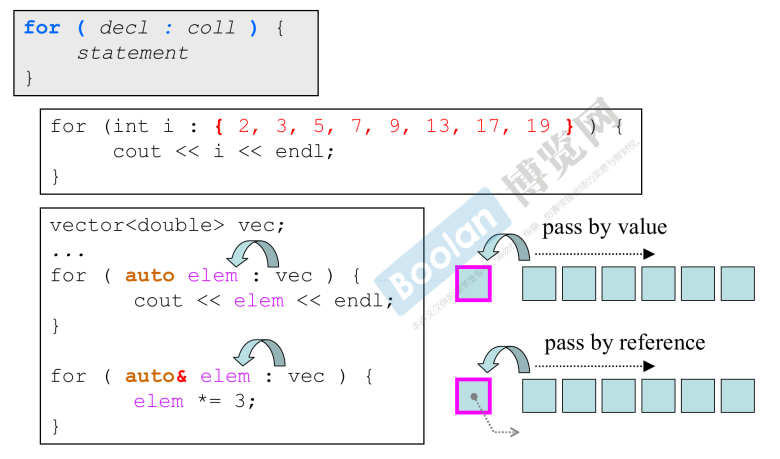 for ( decl : coll ) {
statement
}
for (int i : { 2, 3, 5, 7, 9, 13, 17, 19 } ) {
cout << i << endl;
}
vector<double> vec;
...
for ( auto elem : vec ) {
cout << elem << endl;
}
for ( auto& elem : vec ) {
elem *= 3;
}
pass by value
pass by reference
Boolan 博览网